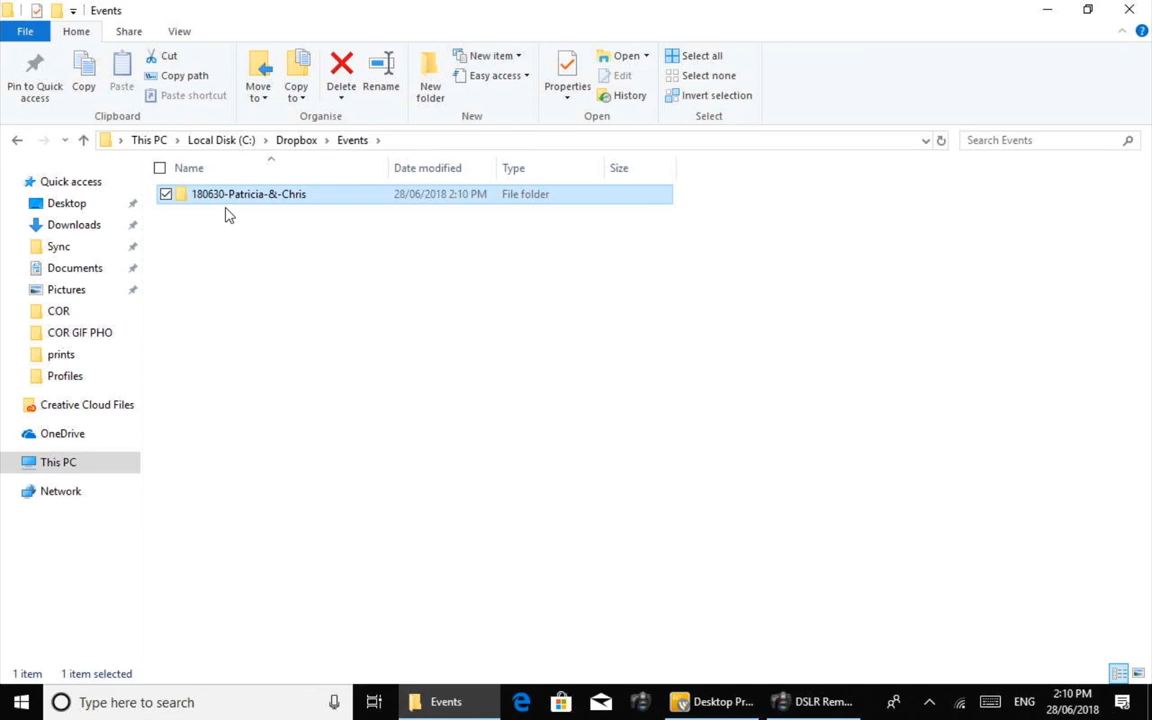 Events
File Home Share View
Pin to Quick access
Copy
Paste
Cut
Copy path
Paste shortcut
Clipboard
Move to
Copy to
Delete
Rename
Organise
New folder
New item
Easy access
New
Properties
Open
Edit
History
Open
Select all
Select none
Invert selection
Select
This PC Local Disk (C:) Dropbox Events
Search Events
Name Date modified Type Size
180630-Patricia-&-Chris 28/06/2018 2:10 PM File folder
Quick access
Desktop
Downloads
Sync
Documents
Pictures
COR
COR GIF PHO
prints
Profiles
Creative Cloud Files
OneDrive
This PC
Network
1 item 1 item selected
Type here to search
Events
Desktop Pr...
DSLR Rem...
ENG
2:10 PM
28/06/2018